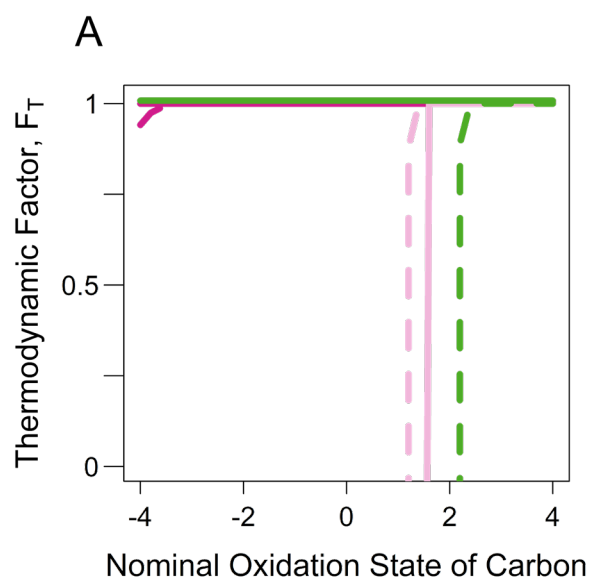 A
Thermodynamic Factor, F_T
1
0.5
0
-4 -2 0 2 4
Nominal Oxidation State of Carbon